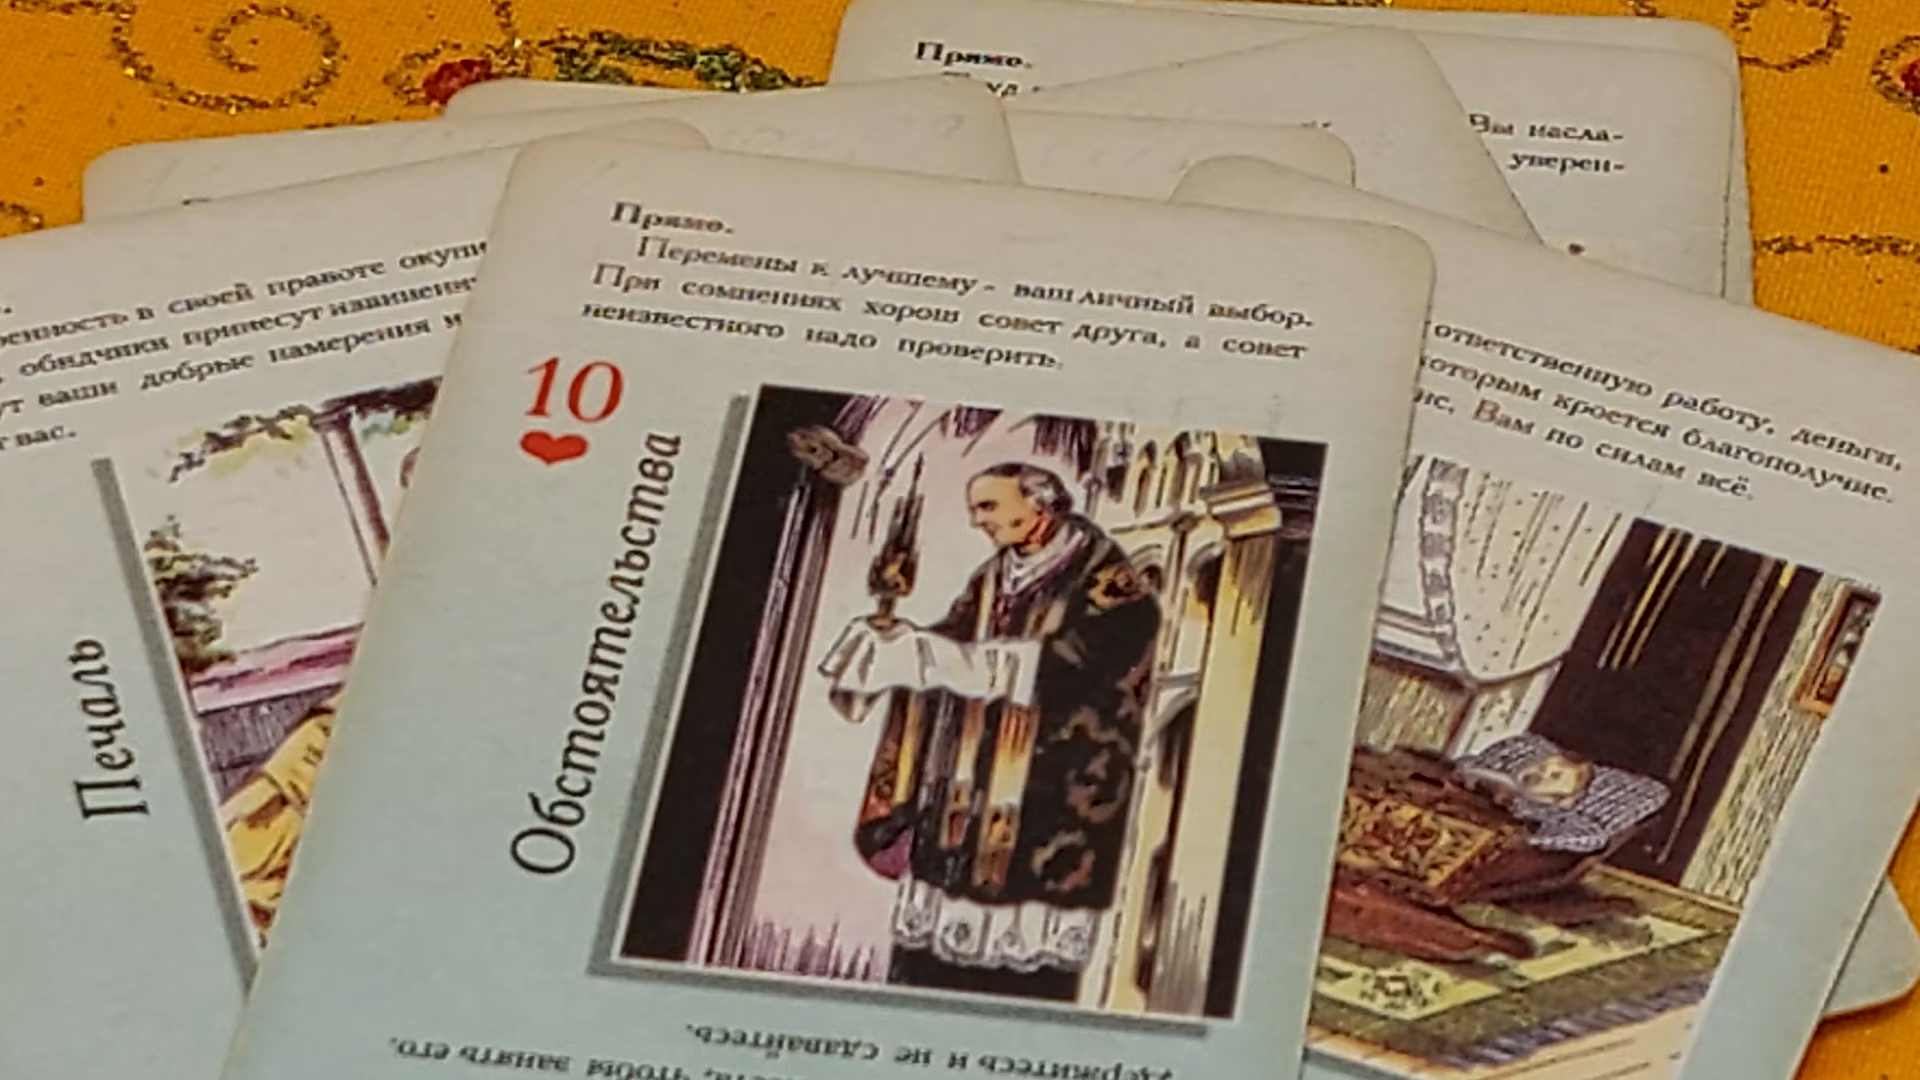 Прямо.
Вы насла-
уверен-
Прямо.
Перемены к лучшему - ваш личный выбор.
При сомнениях хорош совет друга, а совет
неизвестного надо проверить.
10
Обстоятельства
держитесь и не сдавайтесь.
чтобы занять его.
в своей правоте
обидчики принесут
ваши добрые намерения и
вас.
Печаль
ответственную работу, деньги,
которым кроется благополучие.
Вам по силам всё.